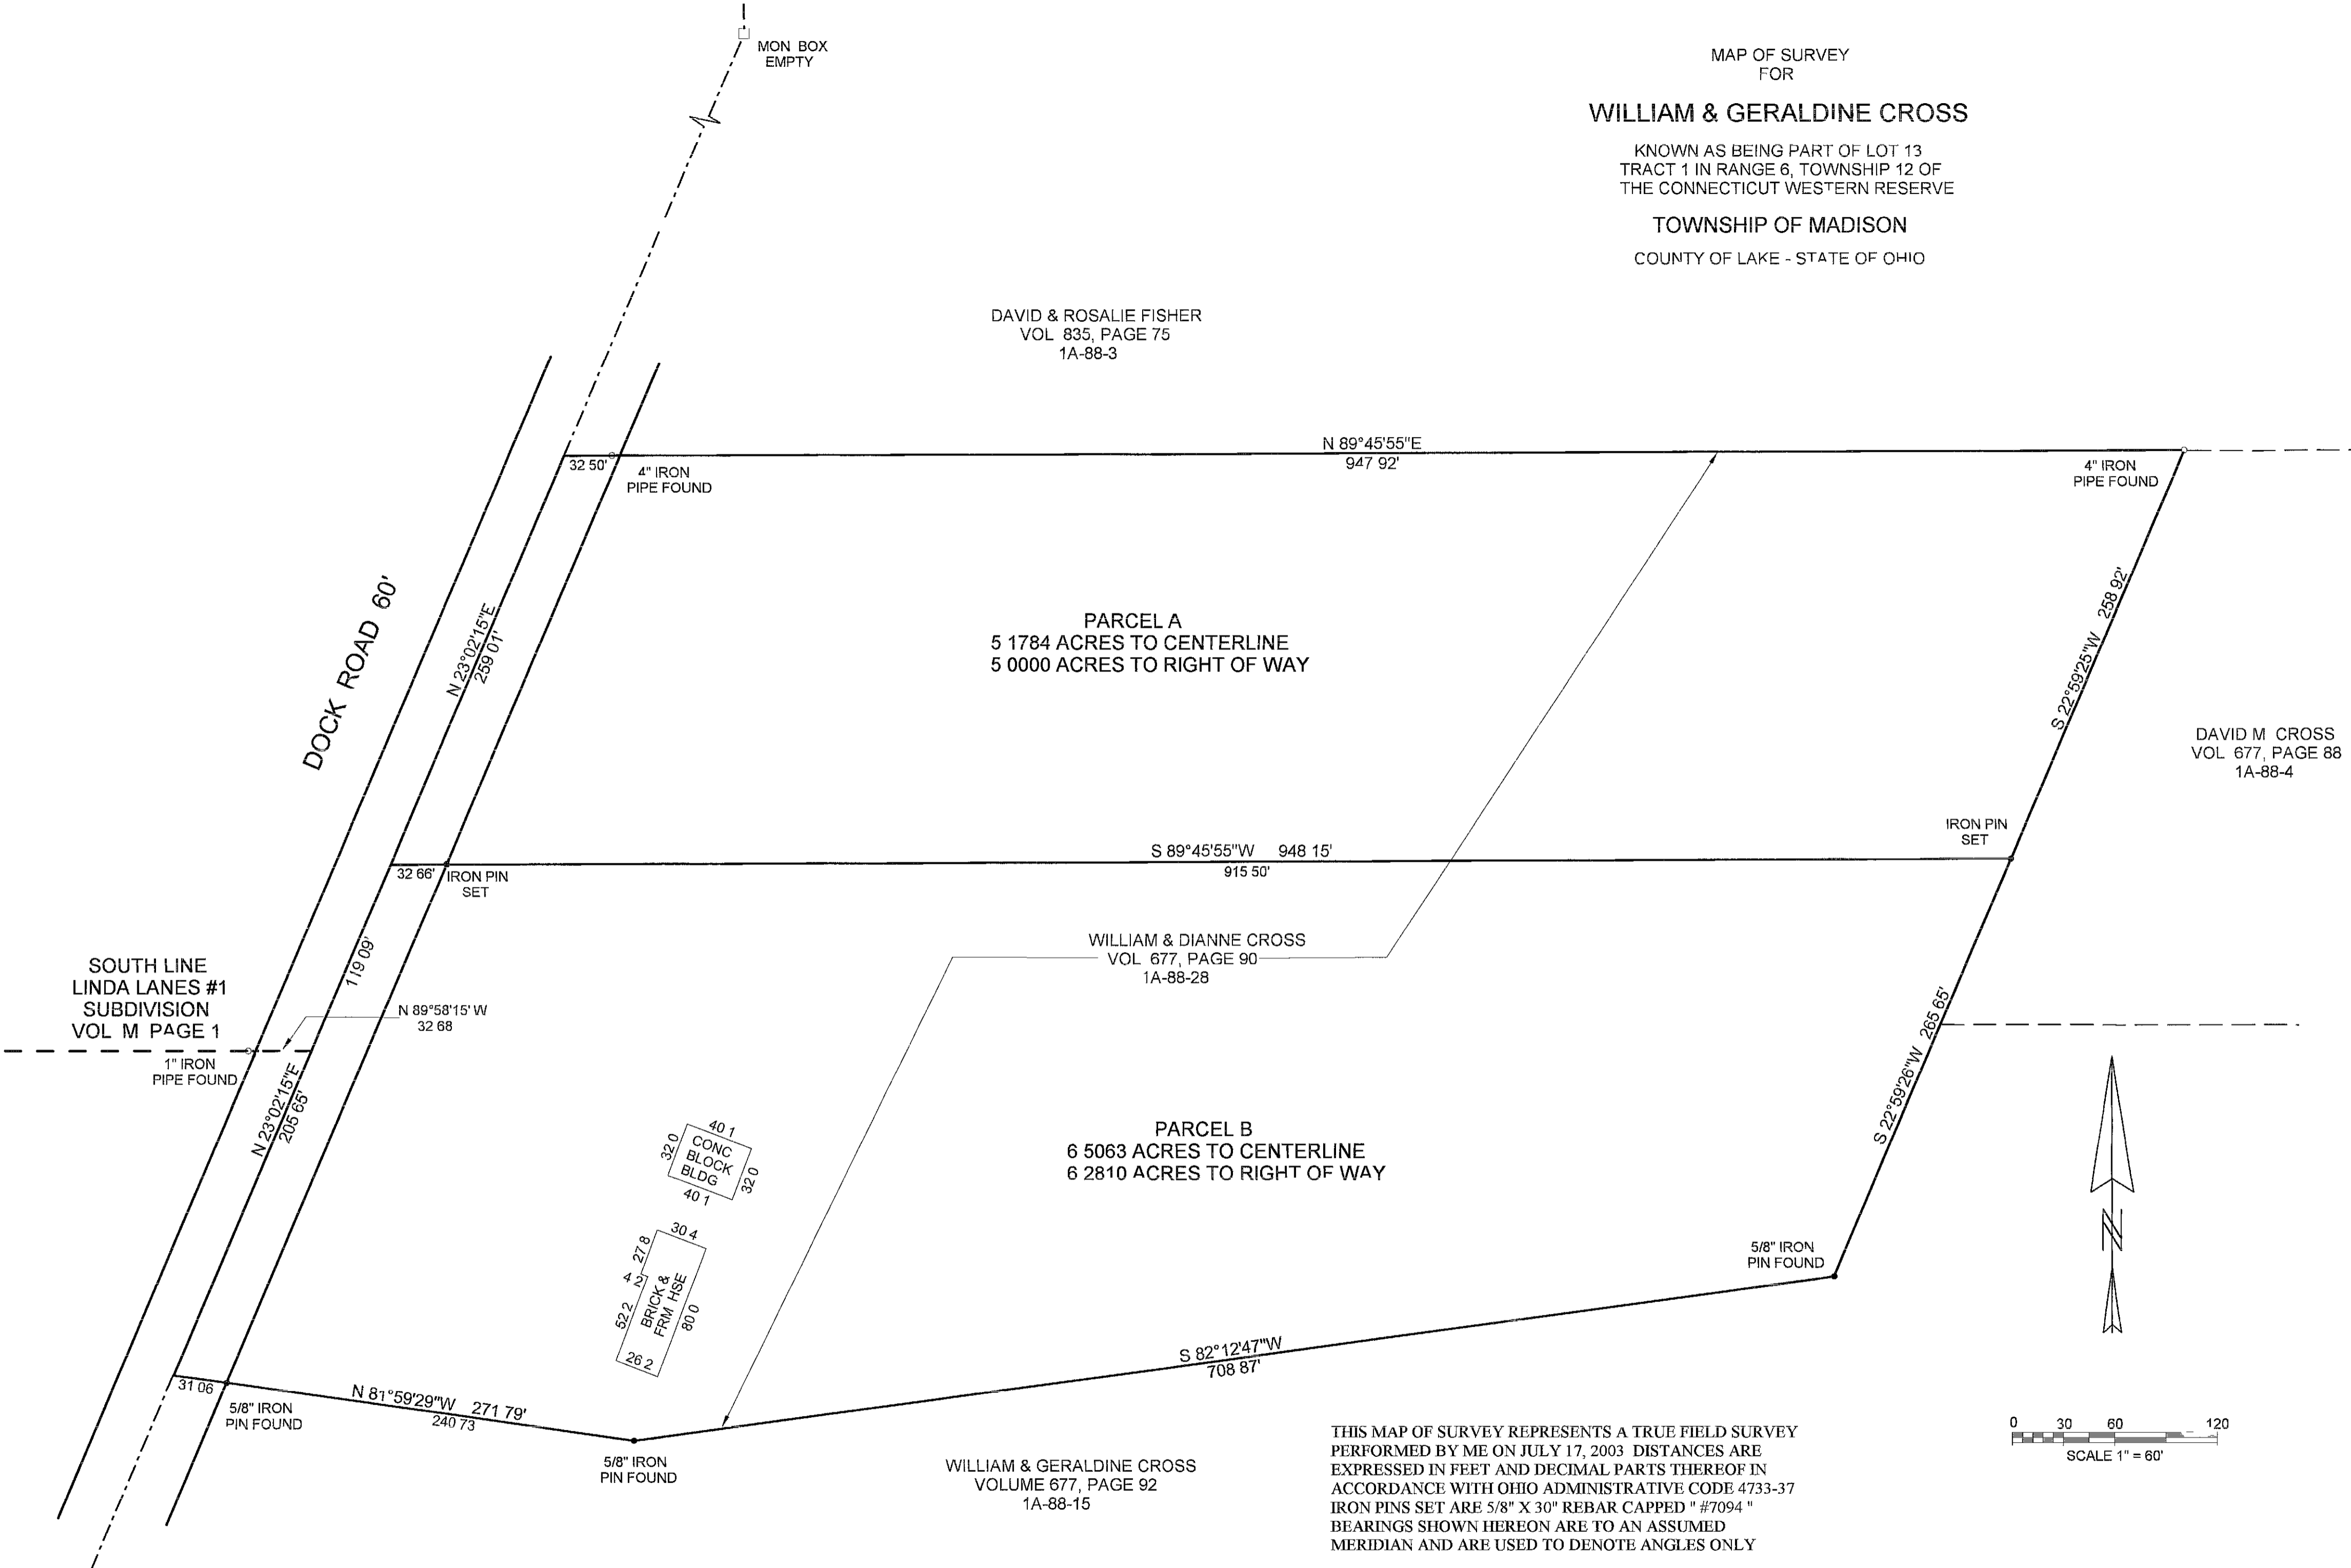 MON BOX
EMPTY
MAP OF SURVEY
FOR
WILLIAM & GERALDINE CROSS
KNOWN AS BEING PART OF LOT 13
TRACT 1 IN RANGE 6, TOWNSHIP 12 OF
THE CONNECTICUT WESTERN RESERVE
TOWNSHIP OF MADISON
COUNTY OF LAKE - STATE OF OHIO
DAVID & ROSALIE FISHER
VOL 835, PAGE 75
1A-88-3
N 89°45'55"E
947 92'
32 50'
4" IRON
PIPE FOUND
4" IRON
PIPE FOUND
DOCK ROAD 60'
N 23°02'15"E
259 01'
PARCEL A
5 1784 ACRES TO CENTERLINE
5 0000 ACRES TO RIGHT OF WAY
S 22°59'25"W 258 92'
DAVID M CROSS
VOL 677, PAGE 88
1A-88-4
IRON PIN
SET
S 89°45'55"W 948 15'
915 50'
32 66'
IRON PIN
SET
WILLIAM & DIANNE CROSS
VOL 677, PAGE 90
1A-88-28
119 09'
SOUTH LINE
LINDA LANES #1
SUBDIVISION
VOL M PAGE 1
N 89°58'15' W
32 68
1" IRON
PIPE FOUND
N 23°02'15"E
205 65'
S 22°59'26"W 265 65'
40 1
32 0
CONC
BLOCK
BLDG
32 0
40 1
PARCEL B
6 5063 ACRES TO CENTERLINE
6 2810 ACRES TO RIGHT OF WAY
30 4
27 8
4 2
BRICK &
FRM HSE
52 2
80 0
26 2
N
5/8" IRON
PIN FOUND
S 82°12'47"W
708 87'
31 06
5/8" IRON
PIN FOUND
N 81°59'29"W 271 79'
240 73
5/8" IRON
PIN FOUND
WILLIAM & GERALDINE CROSS
VOLUME 677, PAGE 92
1A-88-15
THIS MAP OF SURVEY REPRESENTS A TRUE FIELD SURVEY
PERFORMED BY ME ON JULY 17, 2003 DISTANCES ARE
EXPRESSED IN FEET AND DECIMAL PARTS THEREOF IN
ACCORDANCE WITH OHIO ADMINISTRATIVE CODE 4733-37
IRON PINS SET ARE 5/8" X 30" REBAR CAPPED " #7094 "
BEARINGS SHOWN HEREON ARE TO AN ASSUMED
MERIDIAN AND ARE USED TO DENOTE ANGLES ONLY
0 30 60 120
SCALE 1" = 60'